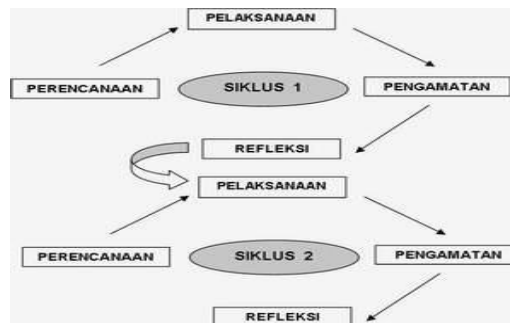 PELAKSANAAN
PERENCANAAN
SIKLUS 1
PENGAMATAN
REFLEKSI
PELAKSANAAN
PERENCANAAN
SIKLUS 2
PENGAMATAN
REFLEKSI